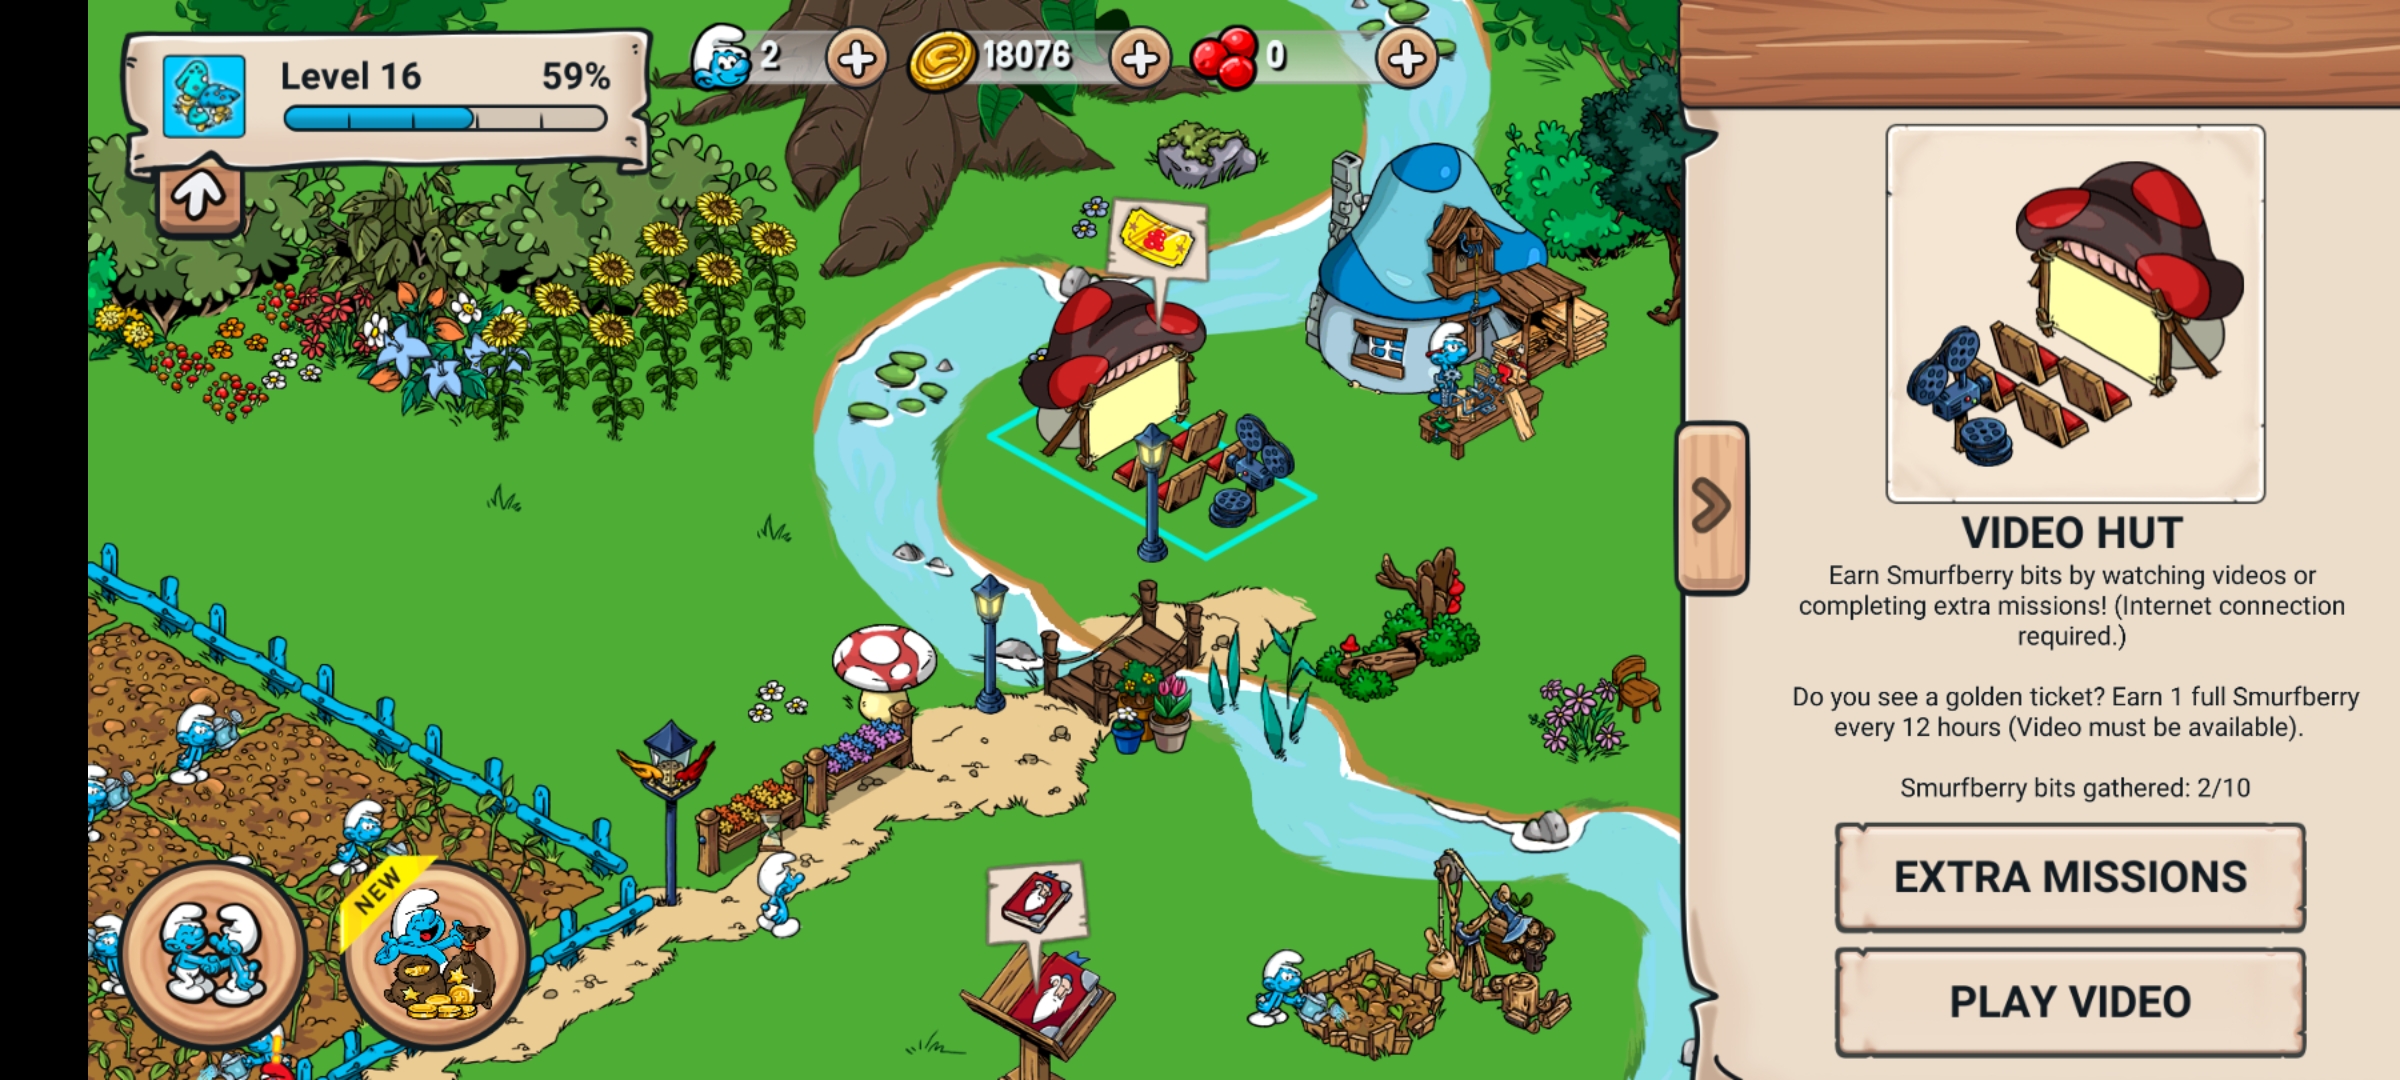 Level 16 59%
2
18076
0
VIDEO HUT
Earn Smurfberry bits by watching videos or
completing extra missions! (Internet connection
required.)
Do you see a golden ticket? Earn 1 full Smurfberry
every 12 hours (Video must be available).
Smurfberry bits gathered: 2/10
EXTRA MISSIONS
PLAY VIDEO
NEW